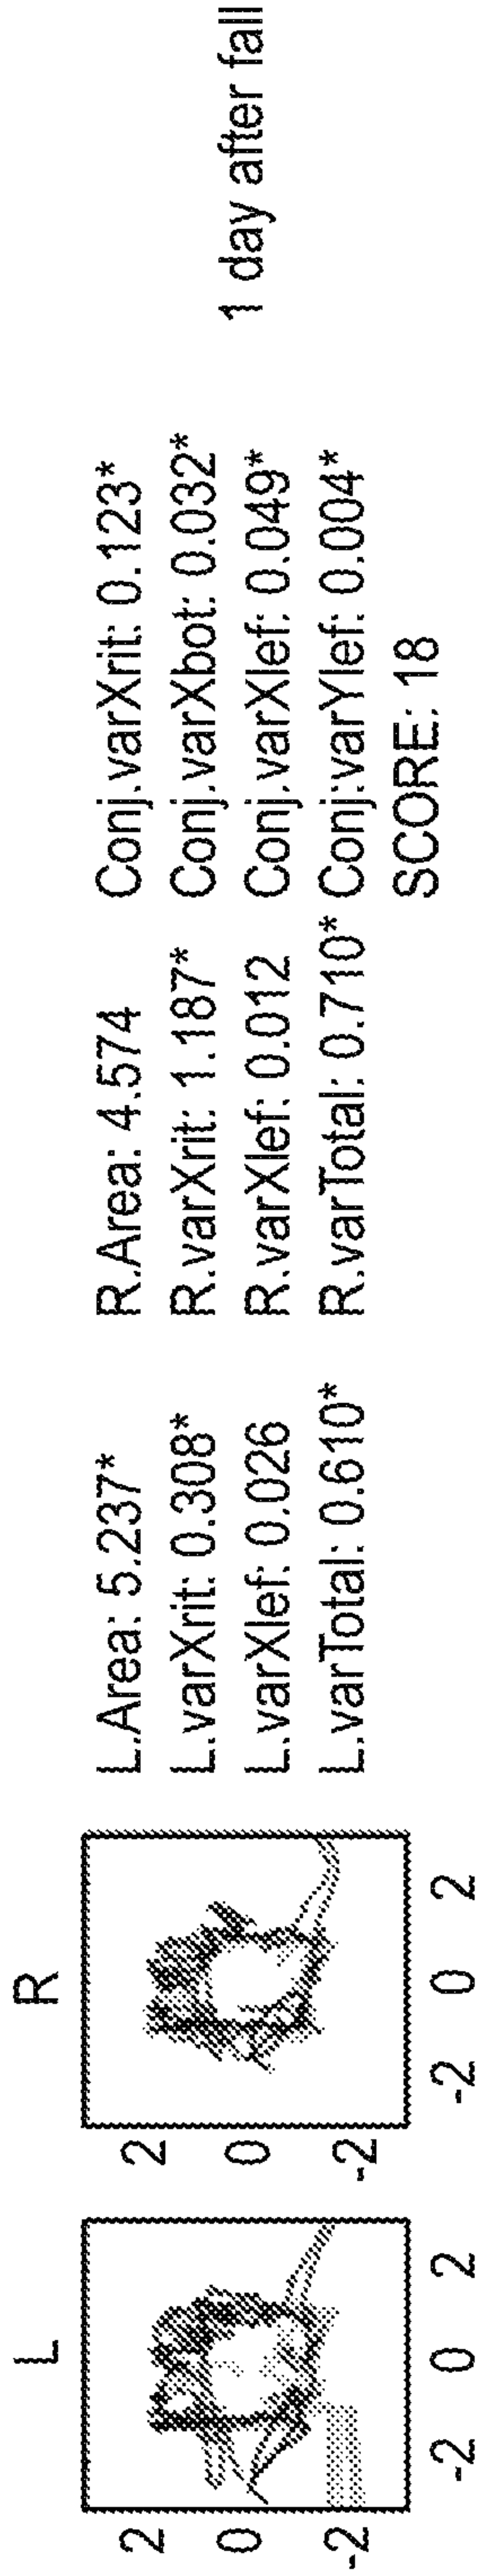 L
R
2
0
-2
-2 0 2
2
0
-2
-2 0 2
L.Area: 5.237*
L.varXrit: 0.308*
L.varXlef: 0.026
L.varTotal: 0.610*
R.Area: 4.574
R.varXrit: 1.187*
R.varXlef: 0.012
R.varTotal: 0.710*
Conj.varXrit: 0.123*
Conj.varXbot: 0.032*
Conj.varXlef: 0.049*
Conj:varYlef: 0.004*
SCORE: 18
1 day after fall